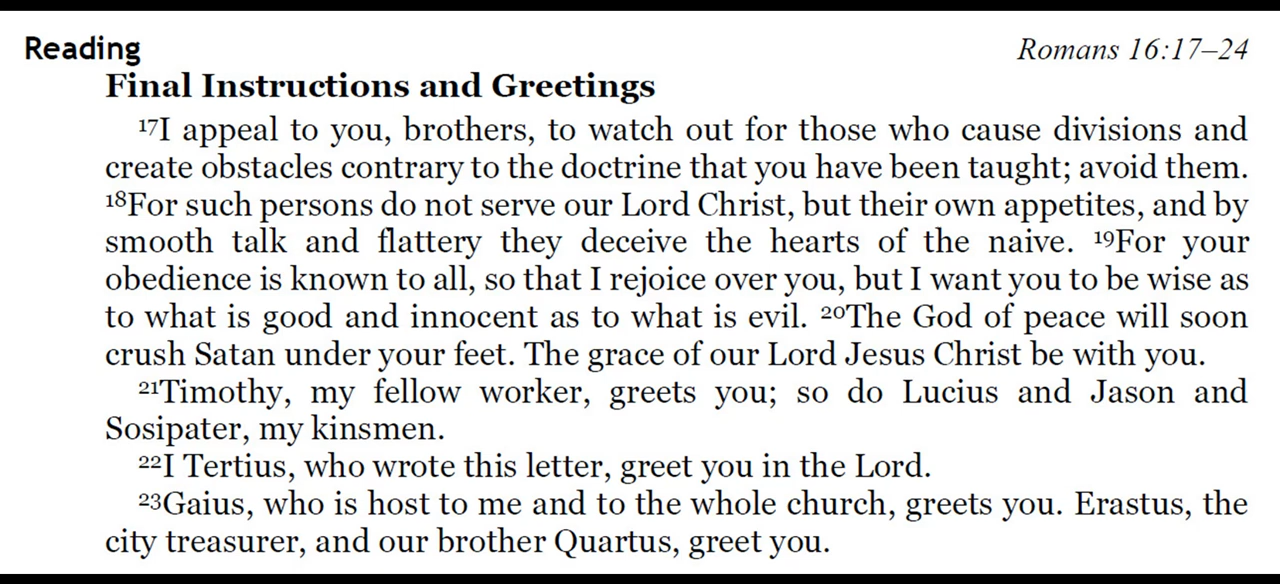 Reading Romans 16:17–24
Final Instructions and Greetings
¹⁷I appeal to you, brothers, to watch out for those who cause divisions and
create obstacles contrary to the doctrine that you have been taught; avoid them.
¹⁸For such persons do not serve our Lord Christ, but their own appetites, and by
smooth talk and flattery they deceive the hearts of the naive. ¹⁹For your
obedience is known to all, so that I rejoice over you, but I want you to be wise as
to what is good and innocent as to what is evil. ²⁰The God of peace will soon
crush Satan under your feet. The grace of our Lord Jesus Christ be with you.
²¹Timothy, my fellow worker, greets you; so do Lucius and Jason and
Sosipater, my kinsmen.
²²I Tertius, who wrote this letter, greet you in the Lord.
²³Gaius, who is host to me and to the whole church, greets you. Erastus, the
city treasurer, and our brother Quartus, greet you.